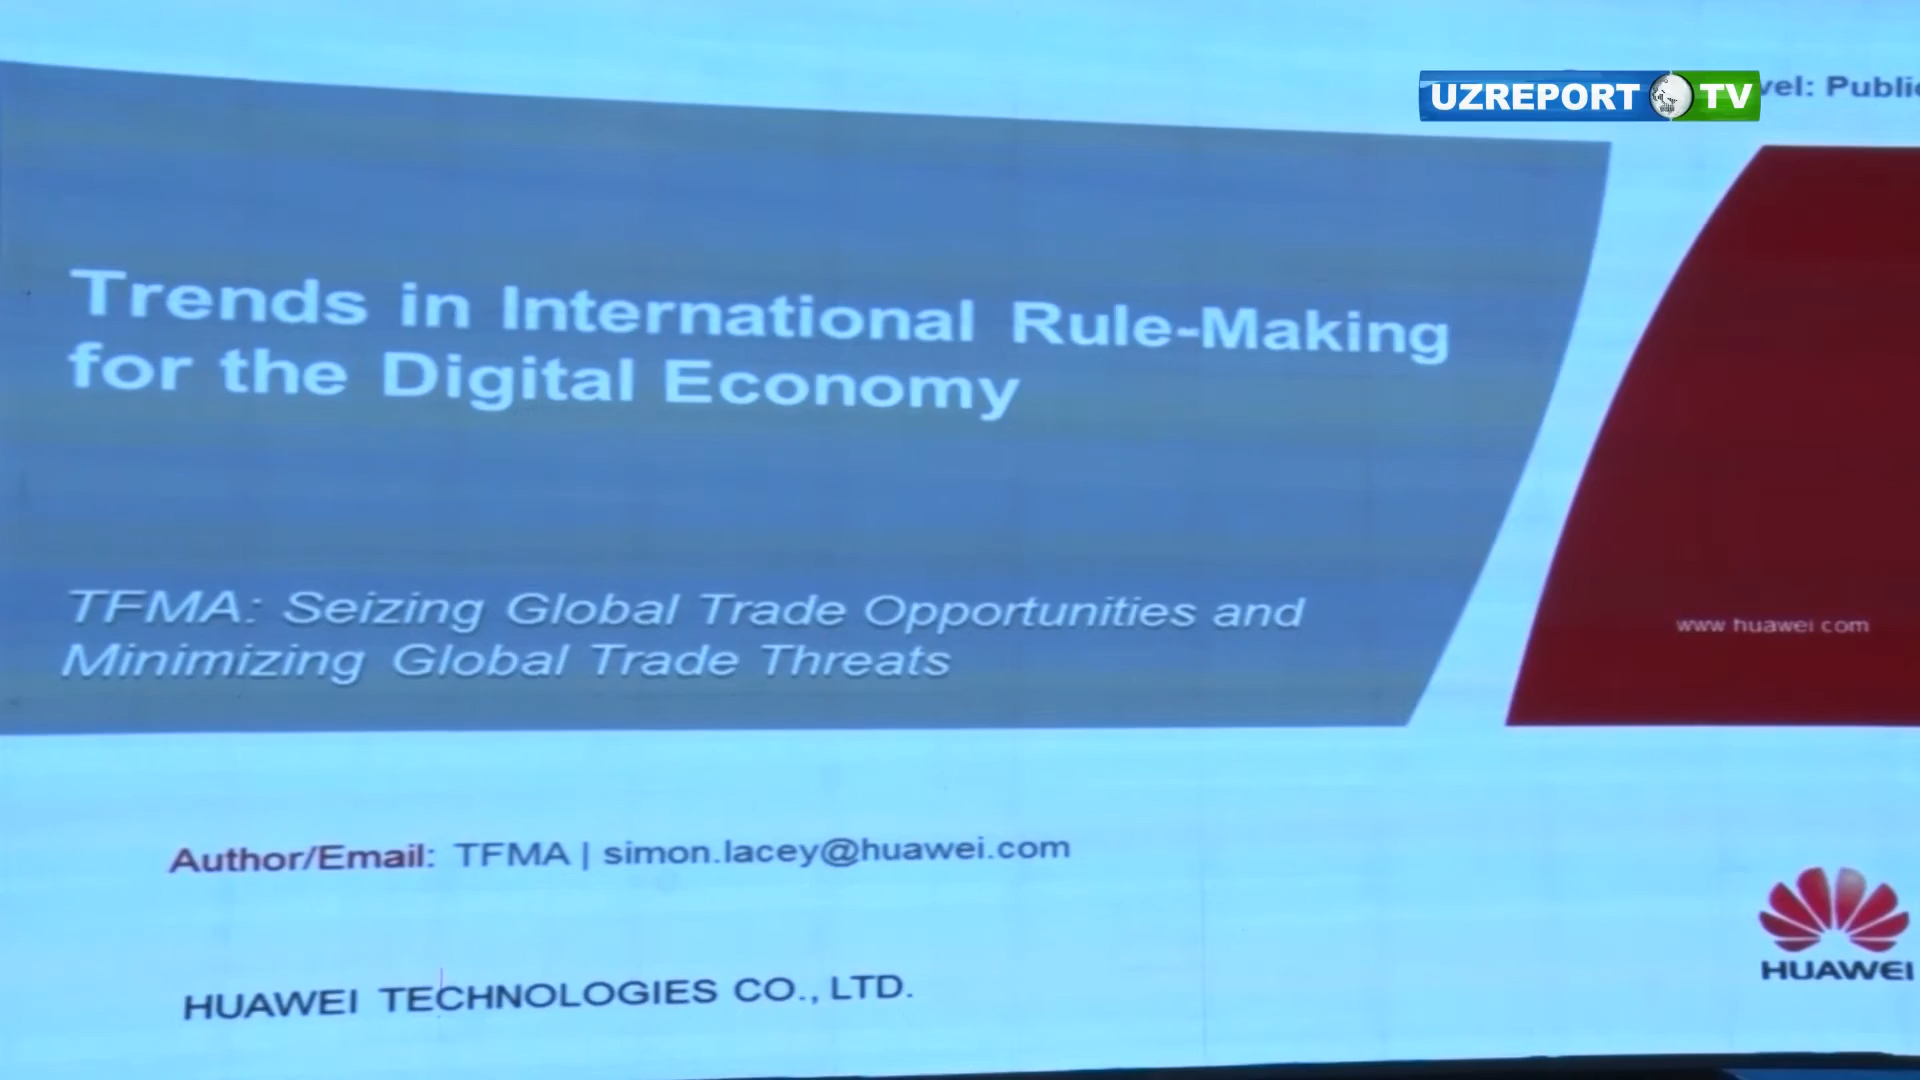 UZREPORT TV
vel: Public
Trends in International Rule-Making
for the Digital Economy
TFMA: Seizing Global Trade Opportunities and
Minimizing Global Trade Threats
www.huawei.com
Author/Email: TFMA | simon.lacey@huawei.com
HUAWEI TECHNOLOGIES CO., LTD.
HUAWEI